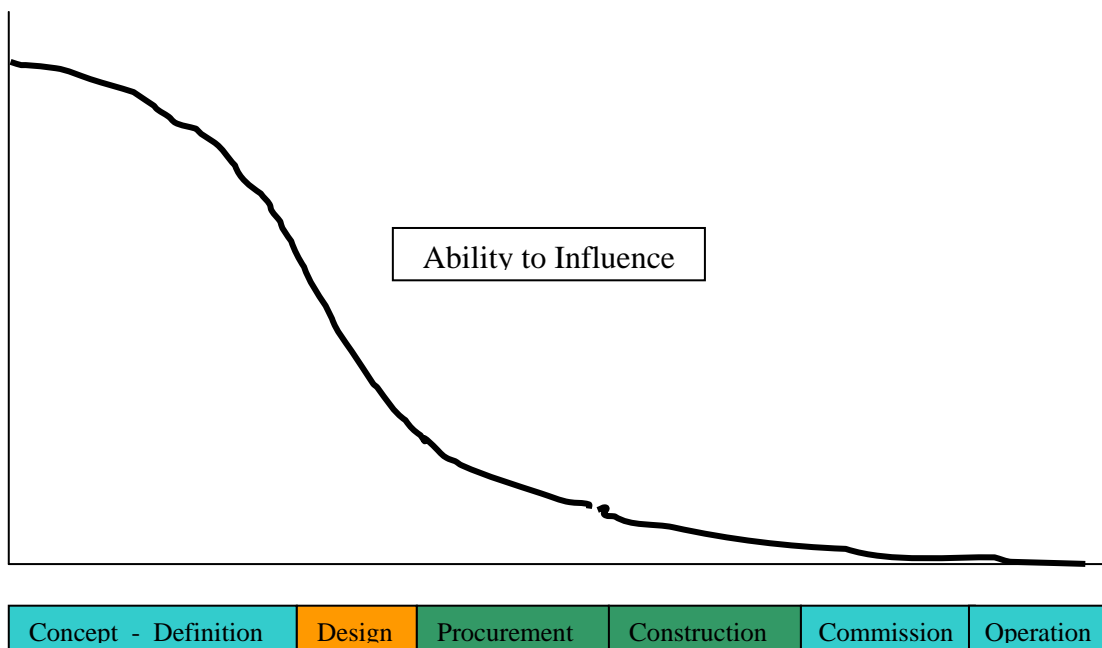 Ability to Influence
Concept - Definition Design Procurement Construction Commission Operation